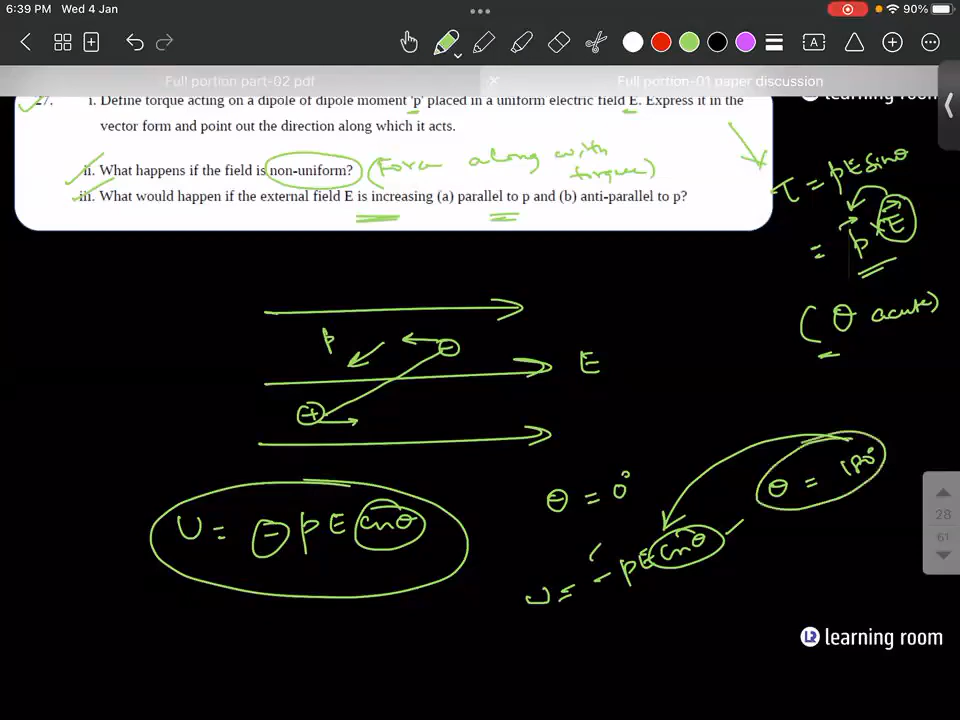 6:39 PM Wed 4 Jan
90%
A
Full portion part-02 pdf
Full portion-01 paper discussion
learning room
27. i. Define torque acting on a dipole of dipole moment 'p' placed in a uniform electric field E. Express it in the
vector form and point out the direction along which it acts.
ii. What happens if the field is non-uniform? (Force along with
torque)
iii. What would happen if the external field E is increasing (a) parallel to p and (b) anti-parallel to p?
τ = pE sinθ
= p × E
(θ acute)
p
−
E
+
28
61
θ = 0°
θ = 180°
U = − pE cosθ
U = − pE cosθ
LR learning room